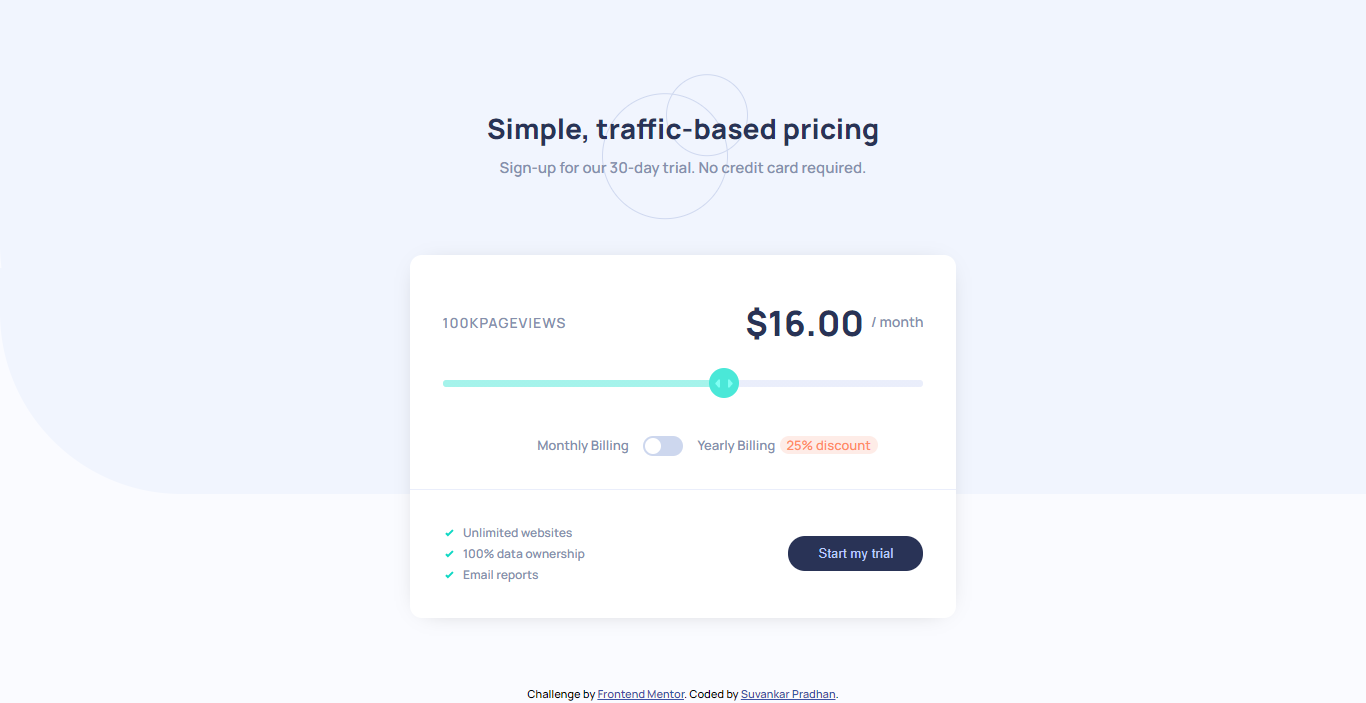 Simple, traffic-based pricing
Sign-up for our 30-day trial. No credit card required.
100KPAGEVIEWS
$16.00 / month
Monthly Billing Yearly Billing 25% discount
Unlimited websites
100% data ownership
Email reports
Start my trial
Challenge by Frontend Mentor. Coded by Suvankar Pradhan.